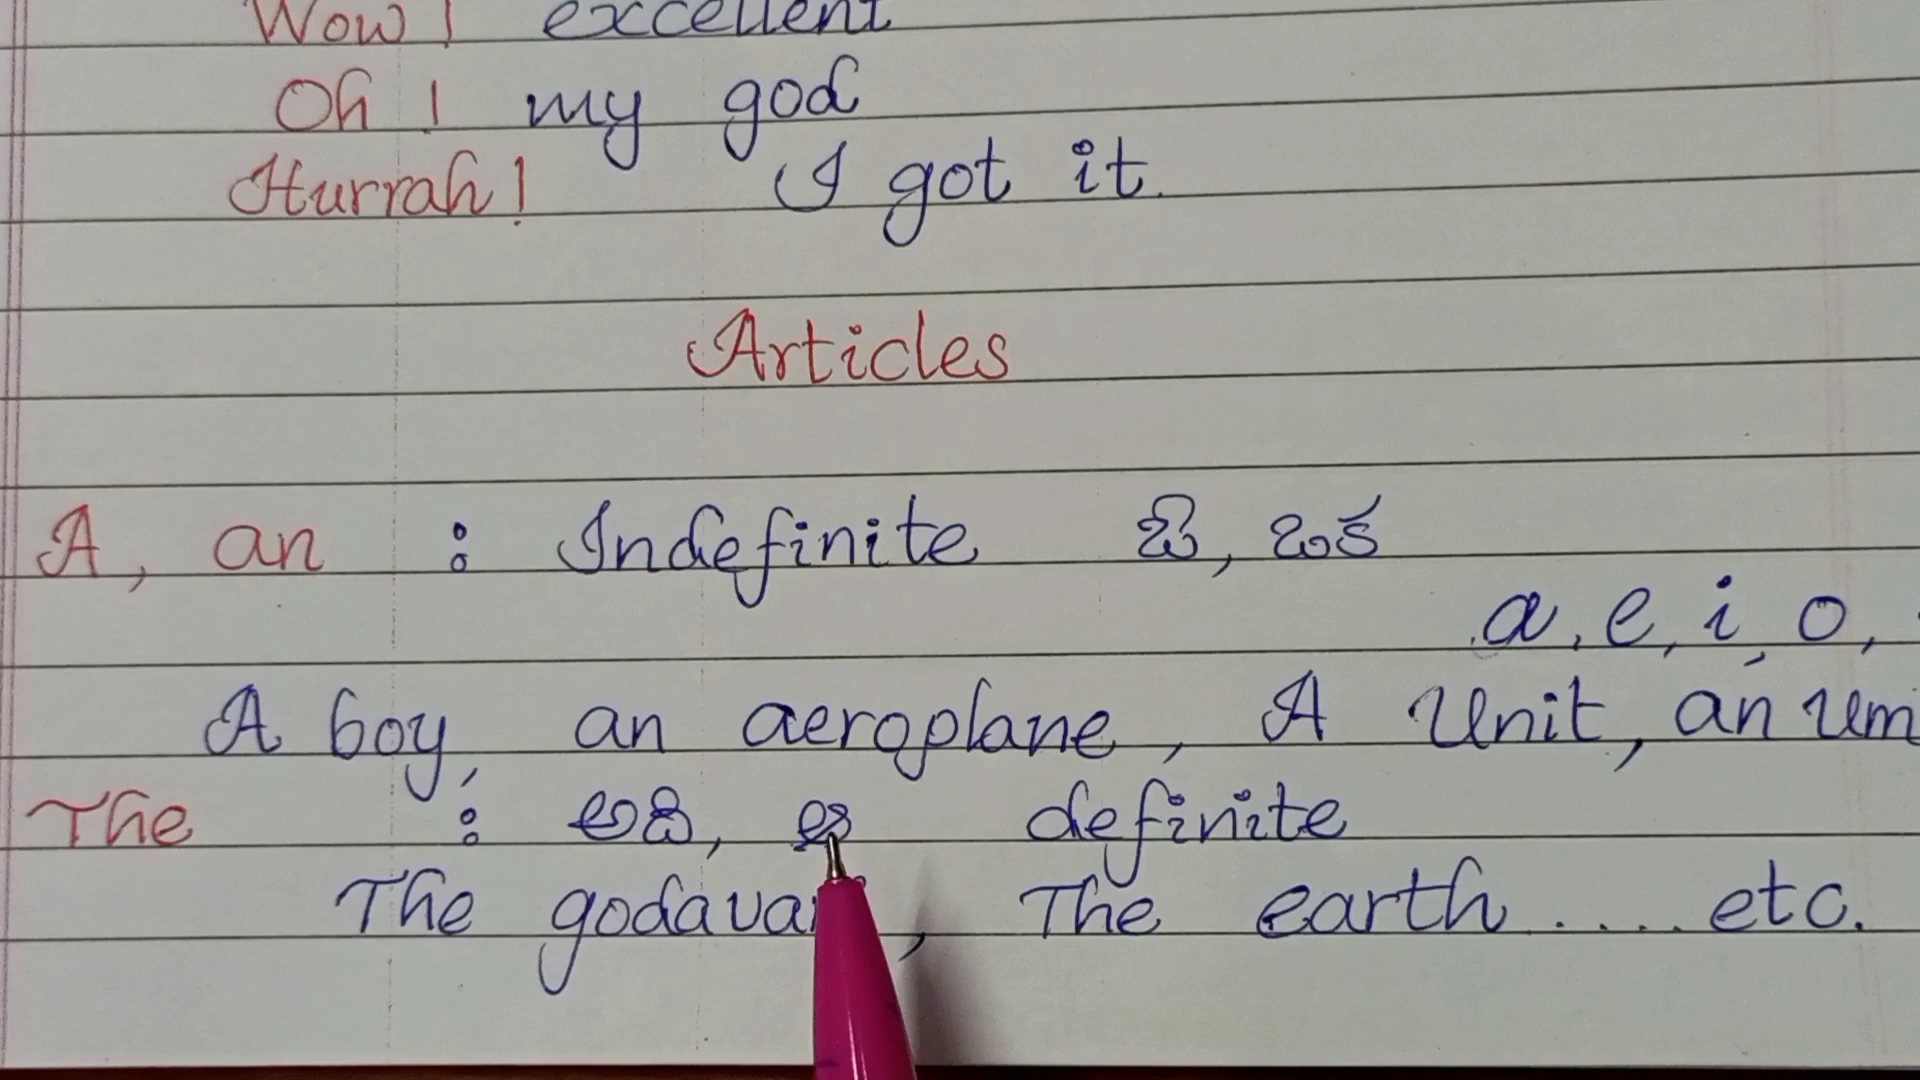 Wow! excellent
Oh! my god
Hurrah! I got it.
Articles
A, an : Indefinite ఏ, ఒక
a, e, i, o,
A boy, an aeroplane, A Unit, an um
The : అది, ఆ definite
The godava , The earth .... etc.